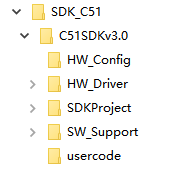 SDK_C51
C51SDKv3.0
HW_Config
HW_Driver
SDKProject
SW_Support
usercode